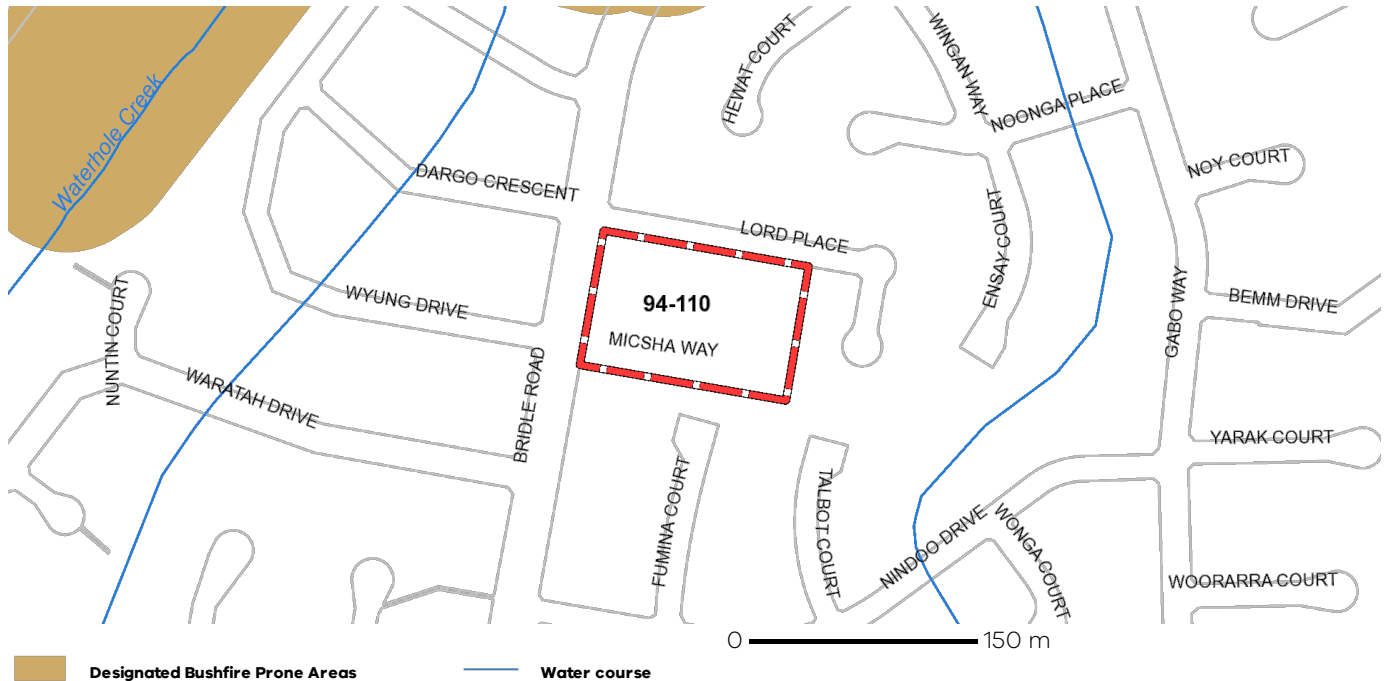 HEWAT COURT
WINGAN WAY
NOONGA PLACE
Waterhole Creek
NOY COURT
DARGO CRESCENT
LORD PLACE
ENSAY COURT
WYUNG DRIVE
94-110
MICSHA WAY
NUNTIN COURT
GABO WAY
BEMM DRIVE
WARATAH DRIVE
BRIDLE ROAD
YARAK COURT
FUMINA COURT
TALBOT COURT
NINDOO DRIVE
WONGA COURT
WOORARRA COURT
0 150 m
Designated Bushfire Prone Areas
Water course